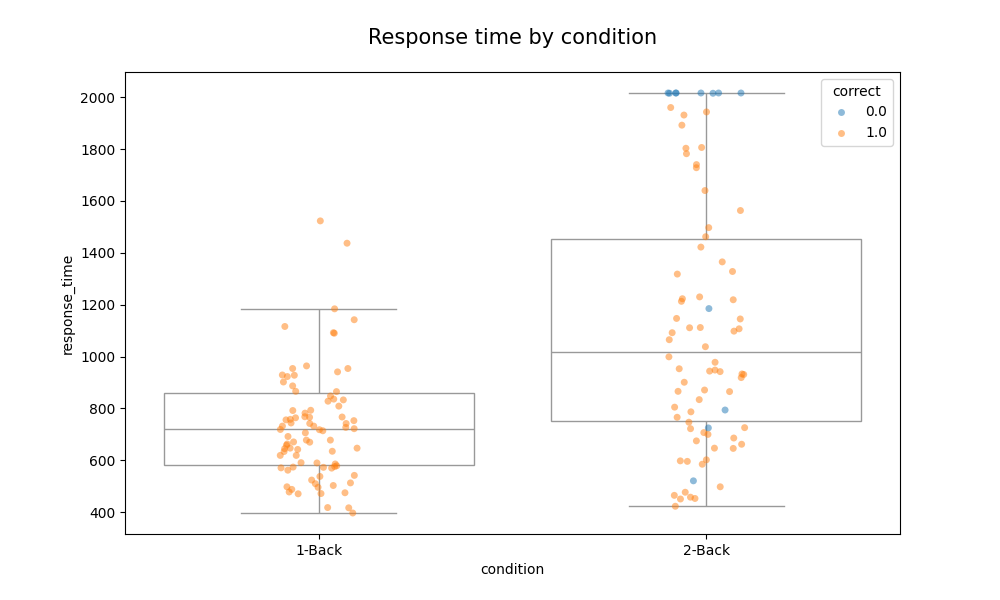 Response time by condition
correct
0.0
1.0
2000
1800
1600
1400
1200
1000
800
600
400
response_time
1-Back
2-Back
condition